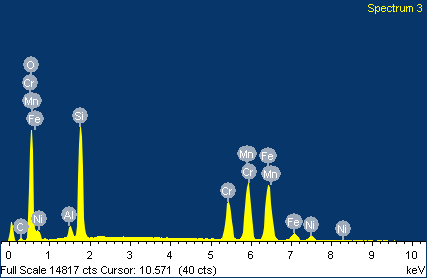 Spectrum 3
O
Cr
Mn
Fe
Si
Mn
Fe
Cr
Mn
Cr
C
Ni
Al
Fe
Ni
Ni
0 1 2 3 4 5 6 7 8 9 10
Full Scale 14817 cts Cursor: 10.571 (40 cts) keV